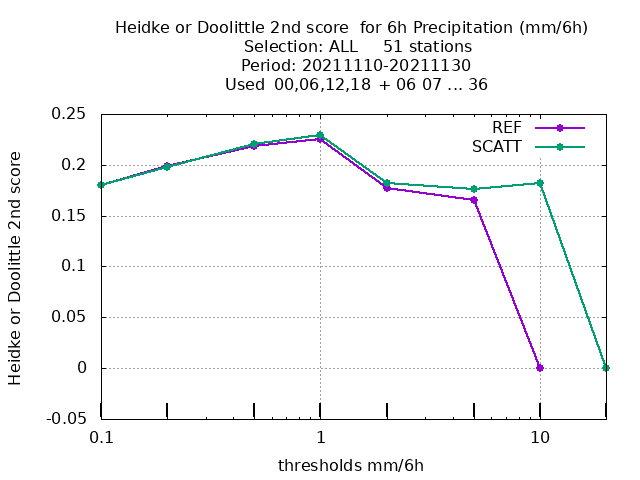 Heidke or Doolittle 2nd score  for 6h Precipitation (mm/6h)
Selection: ALL     51 stations
Period: 20211110-20211130
Used  00,06,12,18  + 06 07 ... 36
REF
SCATT
0.25
0.2
0.15
0.1
0.05
0
-0.05
Heidke or Doolittle 2nd score
0.1
1
10
thresholds mm/6h